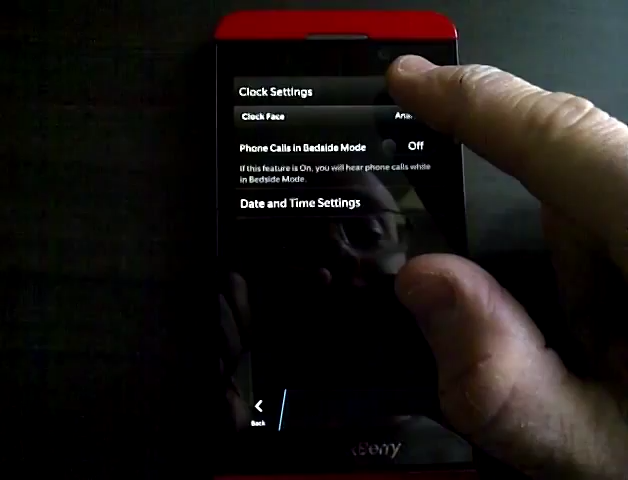 Clock Settings
Clock Face
Phone Calls in Bedside Mode Off
If this feature is On, you will hear phone calls while
in Bedside Mode.
Date and Time Settings
Back